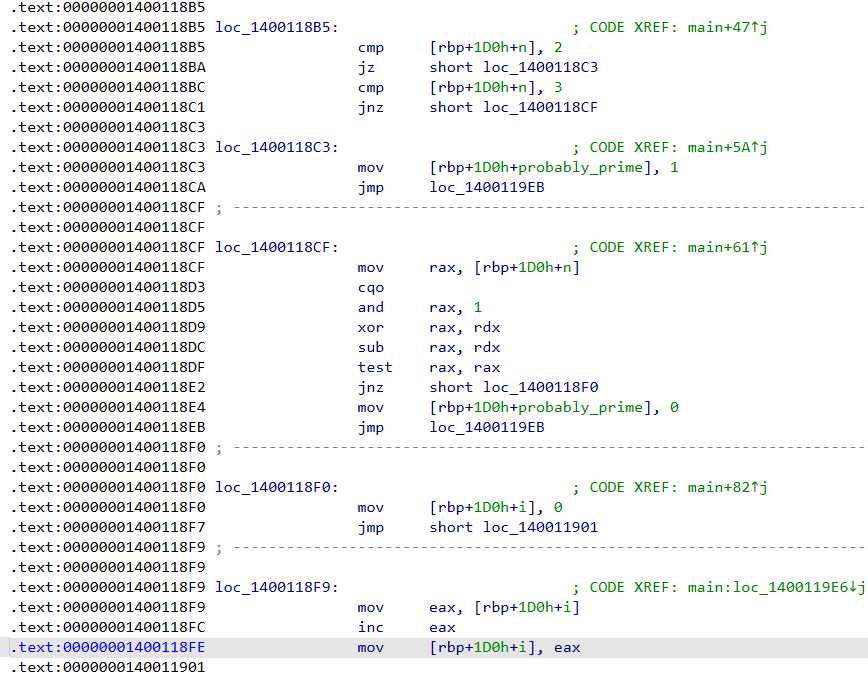 .text:00000001400118B5
.text:00000001400118B5 loc_1400118B5: ; CODE XREF: main+47↑j
.text:00000001400118B5 cmp [rbp+1D0h+n], 2
.text:00000001400118BA jz short loc_1400118C3
.text:00000001400118BC cmp [rbp+1D0h+n], 3
.text:00000001400118C1 jnz short loc_1400118CF
.text:00000001400118C3
.text:00000001400118C3 loc_1400118C3: ; CODE XREF: main+5A↑j
.text:00000001400118C3 mov [rbp+1D0h+probably_prime], 1
.text:00000001400118CA jmp loc_1400119EB
.text:00000001400118CF ; ---------------------------------------------------------------------------
.text:00000001400118CF
.text:00000001400118CF loc_1400118CF: ; CODE XREF: main+61↑j
.text:00000001400118CF mov rax, [rbp+1D0h+n]
.text:00000001400118D3 cqo
.text:00000001400118D5 and rax, 1
.text:00000001400118D9 xor rax, rdx
.text:00000001400118DC sub rax, rdx
.text:00000001400118DF test rax, rax
.text:00000001400118E2 jnz short loc_1400118F0
.text:00000001400118E4 mov [rbp+1D0h+probably_prime], 0
.text:00000001400118EB jmp loc_1400119EB
.text:00000001400118F0 ; ---------------------------------------------------------------------------
.text:00000001400118F0
.text:00000001400118F0 loc_1400118F0: ; CODE XREF: main+82↑j
.text:00000001400118F0 mov [rbp+1D0h+i], 0
.text:00000001400118F7 jmp short loc_140011901
.text:00000001400118F9 ; ---------------------------------------------------------------------------
.text:00000001400118F9
.text:00000001400118F9 loc_1400118F9: ; CODE XREF: main:loc_1400119E6↓j
.text:00000001400118F9 mov eax, [rbp+1D0h+i]
.text:00000001400118FC inc eax
.text:00000001400118FE mov [rbp+1D0h+i], eax
.text:0000000140011901